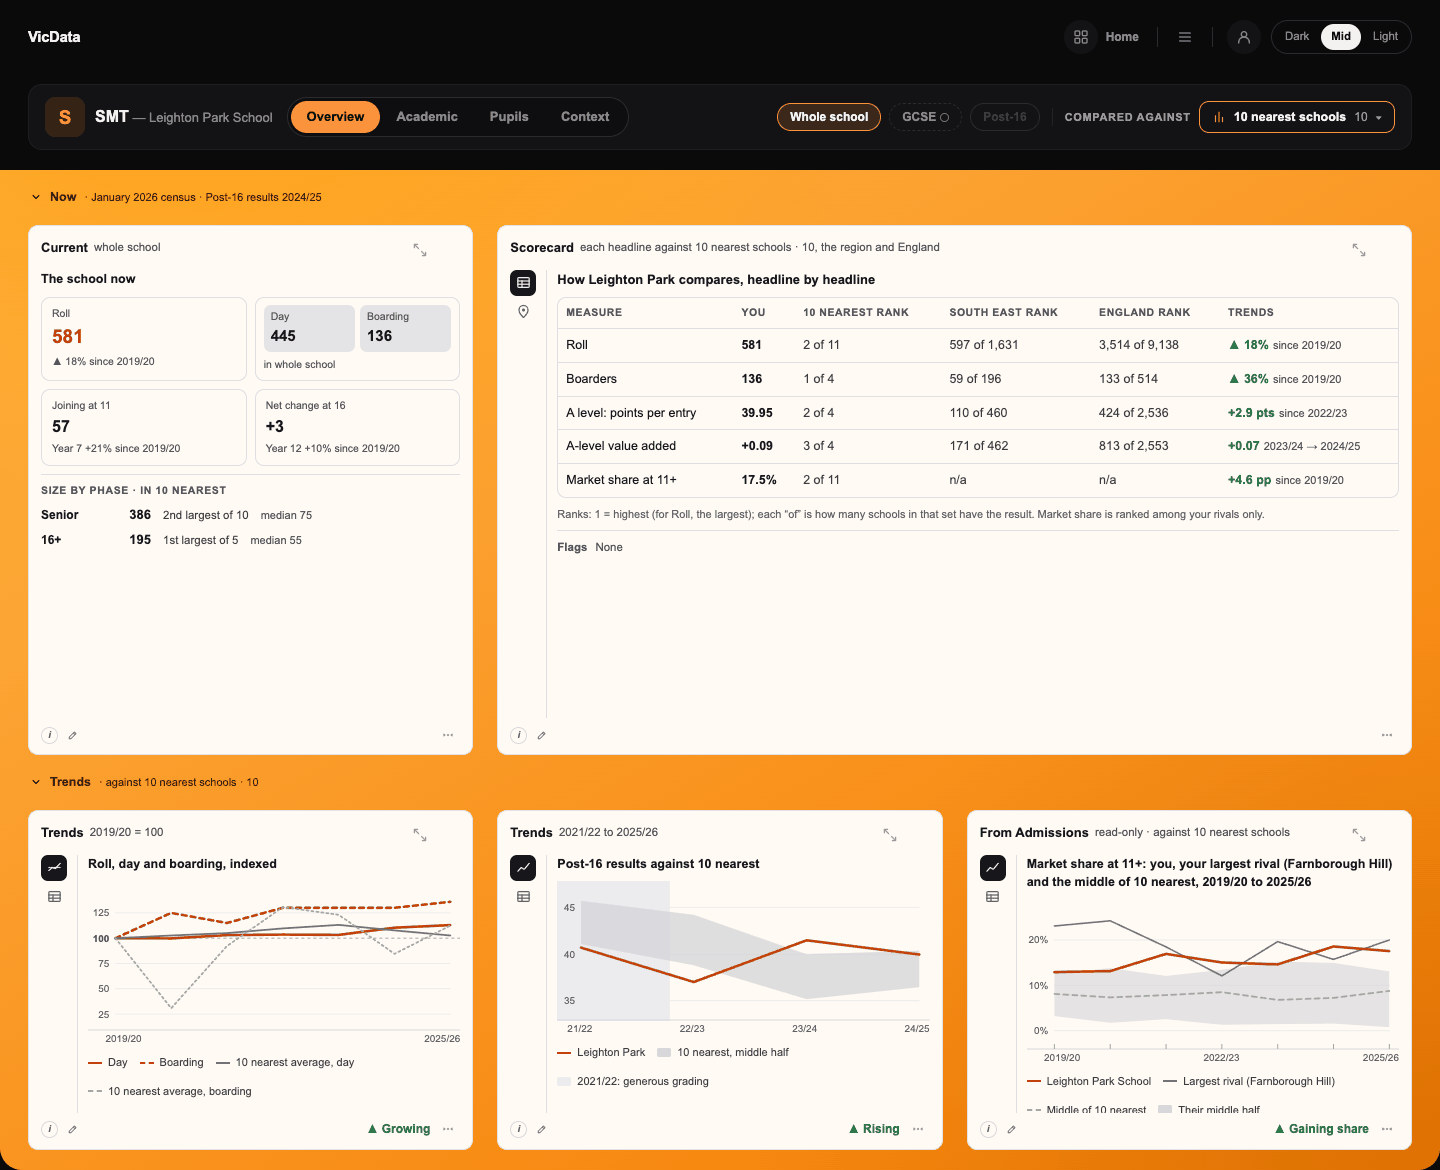 VicData
Home
Dark Mid Light
S SMT — Leighton Park School
Overview Academic Pupils Context
Whole school GCSE Post-16
COMPARED AGAINST 10 nearest schools 10
Now · January 2026 census · Post-16 results 2024/25
Current whole school
The school now
Roll
581
▲ 18% since 2019/20
Day
445
Boarding
136
in whole school
Joining at 11
57
Year 7 +21% since 2019/20
Net change at 16
+3
Year 12 +10% since 2019/20
SIZE BY PHASE · IN 10 NEAREST
Senior 386 2nd largest of 10 median 75
16+ 195 1st largest of 5 median 55
i
Scorecard each headline against 10 nearest schools · 10, the region and England
How Leighton Park compares, headline by headline
MEASURE YOU 10 NEAREST RANK SOUTH EAST RANK ENGLAND RANK TRENDS
Roll 581 2 of 11 597 of 1,631 3,514 of 9,138 ▲ 18% since 2019/20
Boarders 136 1 of 4 59 of 196 133 of 514 ▲ 36% since 2019/20
A level: points per entry 39.95 2 of 4 110 of 460 424 of 2,536 +2.9 pts since 2022/23
A-level value added +0.09 3 of 4 171 of 462 813 of 2,553 +0.07 2023/24 → 2024/25
Market share at 11+ 17.5% 2 of 11 n/a n/a +4.6 pp since 2019/20
Ranks: 1 = highest (for Roll, the largest); each “of” is how many schools in that set have the result. Market share is ranked among your rivals only.
Flags None
i
Trends · against 10 nearest schools · 10
Trends 2019/20 = 100
Roll, day and boarding, indexed
125
100
75
50
25
2019/20 2025/26
Day Boarding 10 nearest average, day
10 nearest average, boarding
i
▲ Growing
Trends 2021/22 to 2025/26
Post-16 results against 10 nearest
45
40
35
21/22 22/23 23/24 24/25
Leighton Park 10 nearest, middle half
2021/22: generous grading
i
▲ Rising
From Admissions read-only · against 10 nearest schools
Market share at 11+: you, your largest rival (Farnborough Hill)
and the middle of 10 nearest, 2019/20 to 2025/26
20%
10%
0%
2019/20 2022/23 2025/26
Leighton Park School Largest rival (Farnborough Hill)
Middle of 10 nearest Their middle half
i
▲ Gaining share